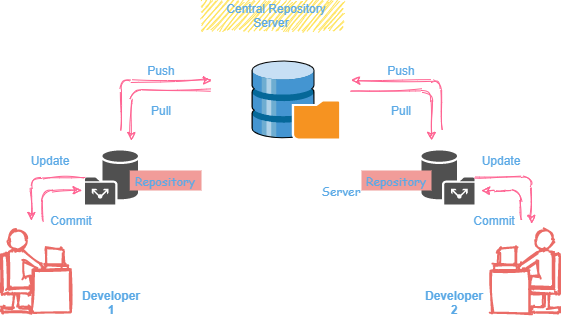 Central Repository
Server
Push
Push
Pull
Pull
Update
Repository
Repository
Update
Server
Commit
Commit
Developer
1
Developer
2